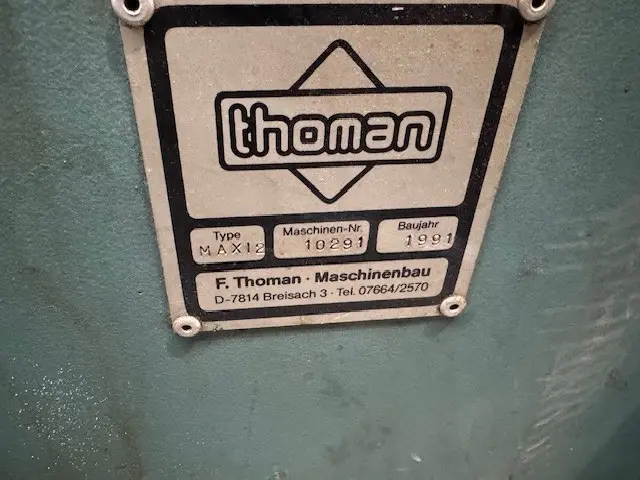 thoman
Type
MAXI2
Maschinen-Nr.
10291
Baujahr
1991
F. Thoman · Maschinenbau
D-7814 Breisach 3 · Tel. 07664/2570